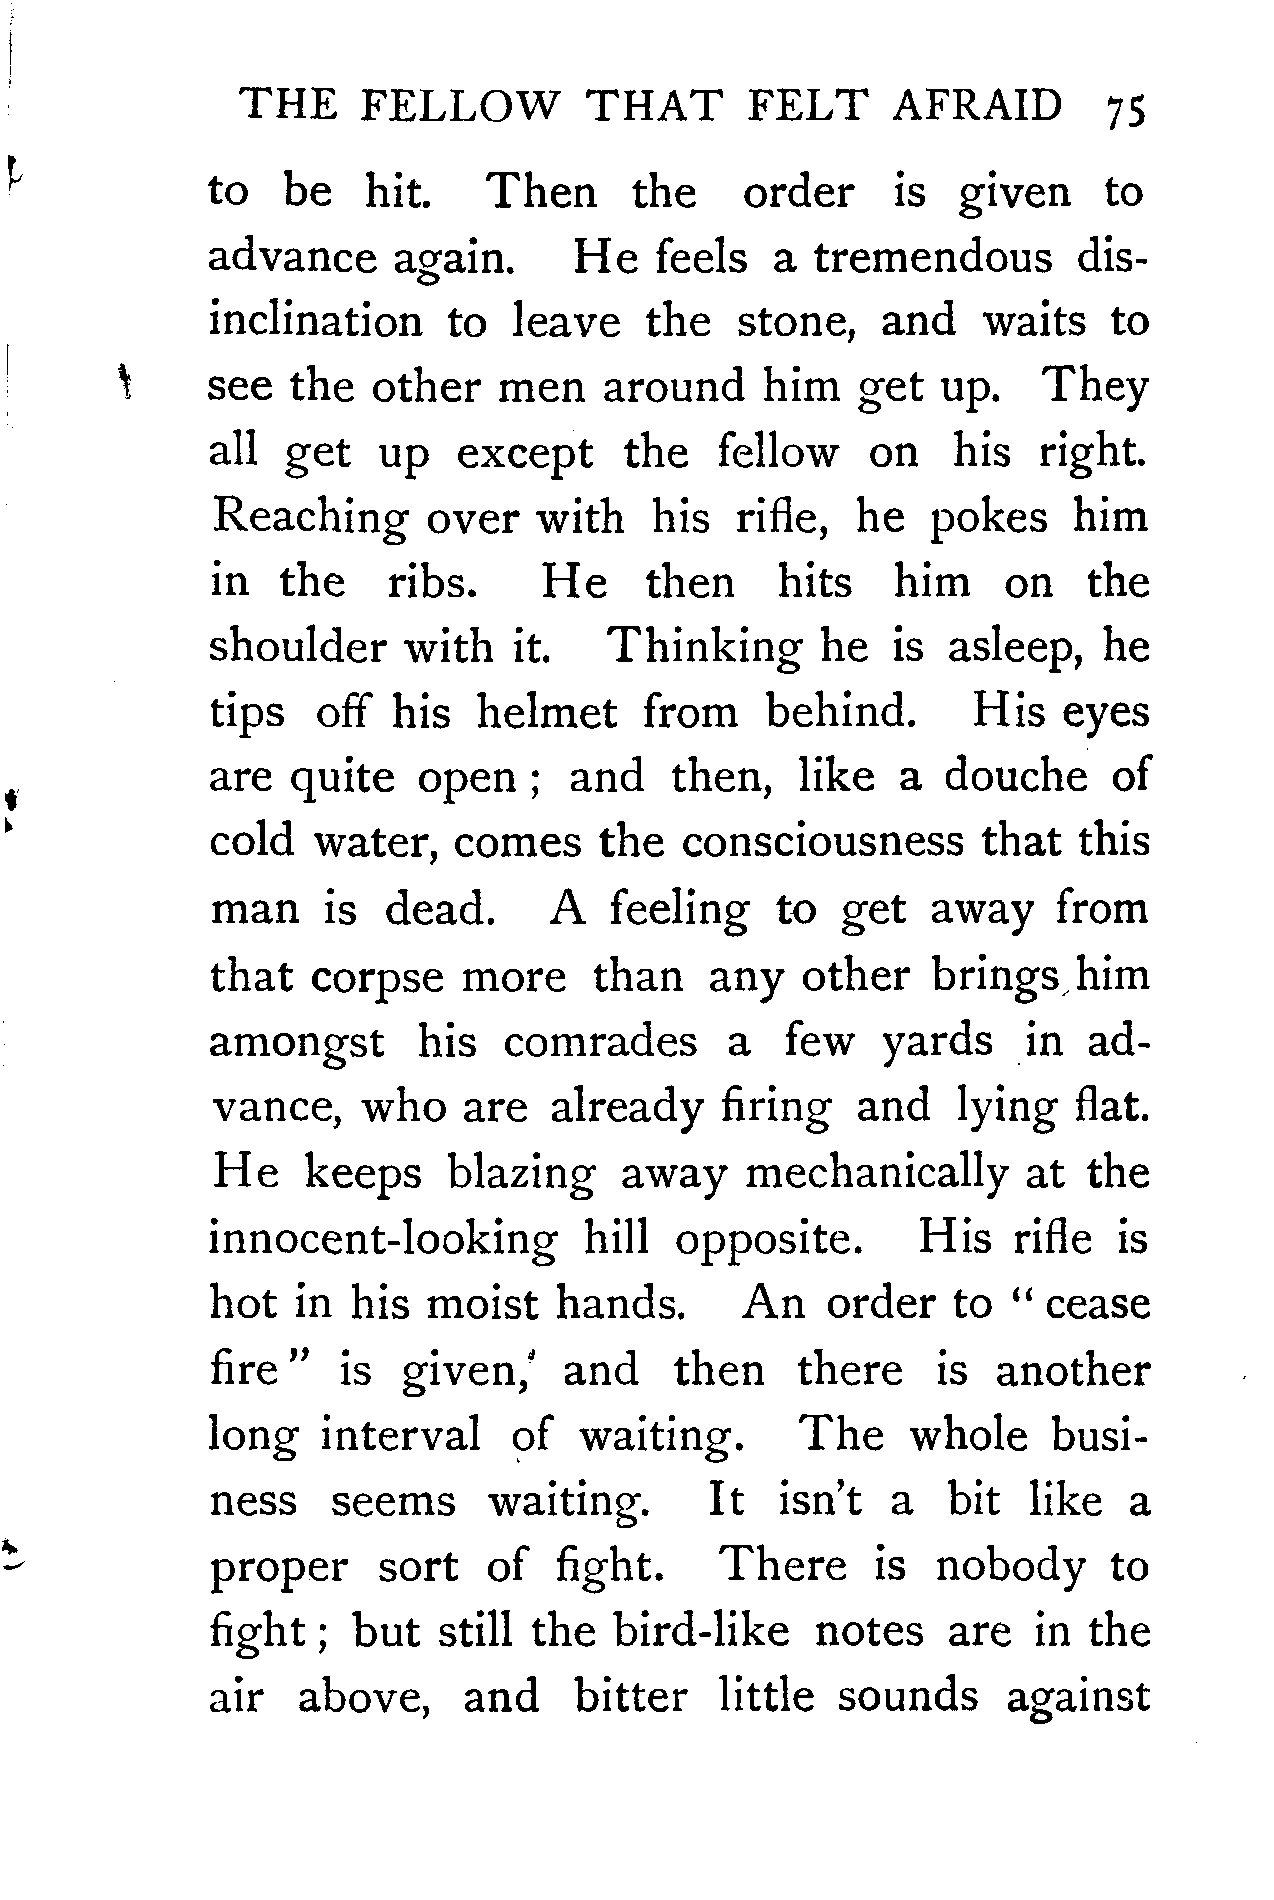 THE FELLOW THAT FELT AFRAID 75
to be hit. Then the order is given to
advance again. He feels a tremendous dis-
inclination to leave the stone, and waits to
see the other men around him get up. They
all get up except the fellow on his right.
Reaching over with his rifle, he pokes him
in the ribs. He then hits him on the
shoulder with it. Thinking he is asleep, he
tips off his helmet from behind. His eyes
are quite open ; and then, like a douche of
cold water, comes the consciousness that this
man is dead. A feeling to get away from
that corpse more than any other brings him
amongst his comrades a few yards in ad-
vance, who are already firing and lying flat.
He keeps blazing away mechanically at the
innocent-looking hill opposite. His rifle is
hot in his moist hands. An order to “ cease
fire ” is given, and then there is another
long interval of waiting. The whole busi-
ness seems waiting. It isn't a bit like a
proper sort of fight. There is nobody to
fight ; but still the bird-like notes are in the
air above, and bitter little sounds against